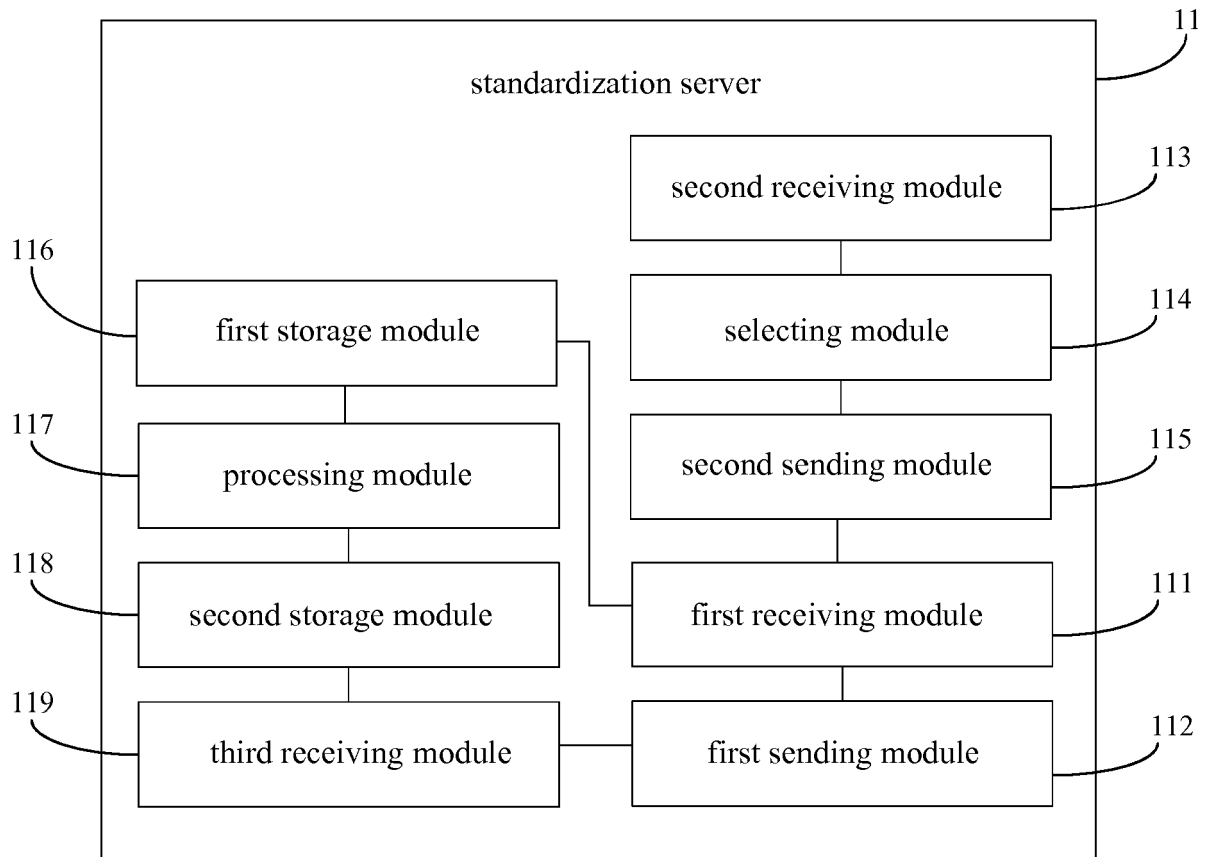 11
standardization server
second receiving module
113
116
first storage module
selecting module
114
117
processing module
second sending module
115
118
second storage module
first receiving module
111
119
third receiving module
first sending module
112